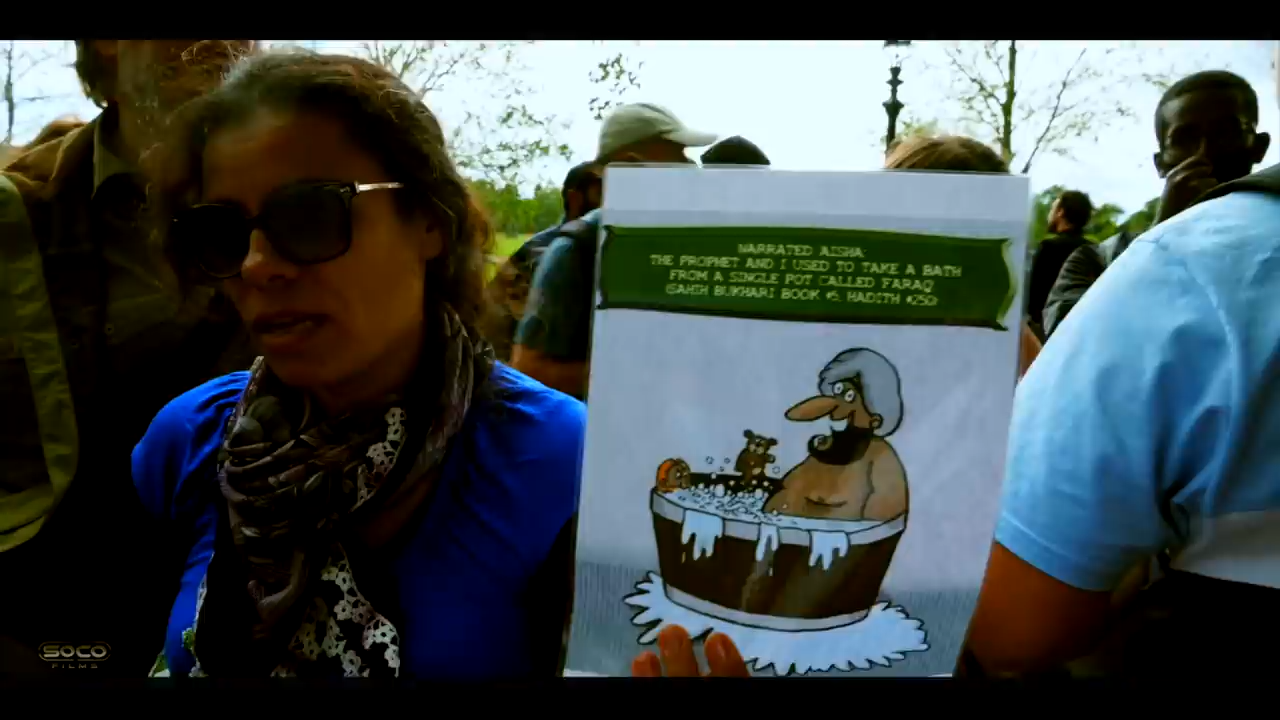 NARRATED AISHA:
THE PROPHET AND I USED TO TAKE A BATH
FROM A SINGLE POT CALLED 'FARAQ'
(SAHIH BUKHARI BOOK #5, HADITH #250)
SOCO
FILMS